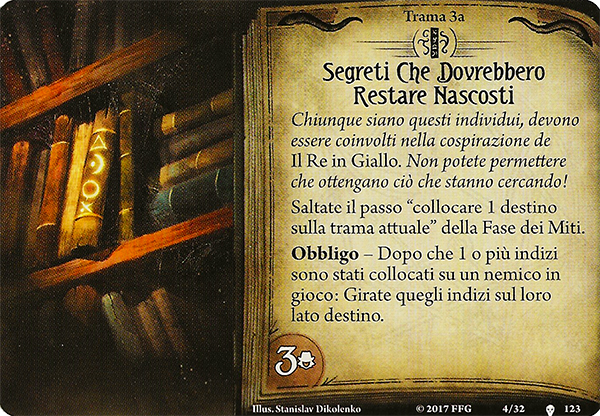 Trama 3a
Segreti Che Dovrebbero
Restare Nascosti
Chiunque siano questi individui, devono
essere coinvolti nella cospirazione de
Il Re in Giallo. Non potete permettere
che ottengano ciò che stanno cercando!
Saltate il passo “collocare 1 destino
sulla trama attuale” della Fase dei Miti.
Obbligo – Dopo che 1 o più indizi
sono stati collocati su un nemico in
gioco: Girate quegli indizi sul loro
lato destino.
3
Illus. Stanislav Dikolenko © 2017 FFG 4/32 123